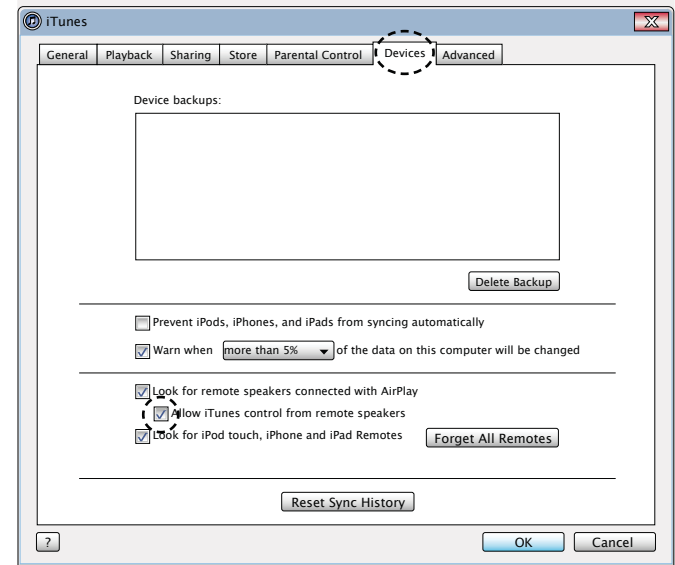 iTunes
General Playback Sharing Store Parental Control Devices Advanced
Device backups:
Delete Backup
Prevent iPods, iPhones, and iPads from syncing automatically
Warn when more than 5% of the data on this computer will be changed
Look for remote speakers connected with AirPlay
Allow iTunes control from remote speakers
Look for iPod touch, iPhone and iPad Remotes Forget All Remotes
Reset Sync History
? OK Cancel